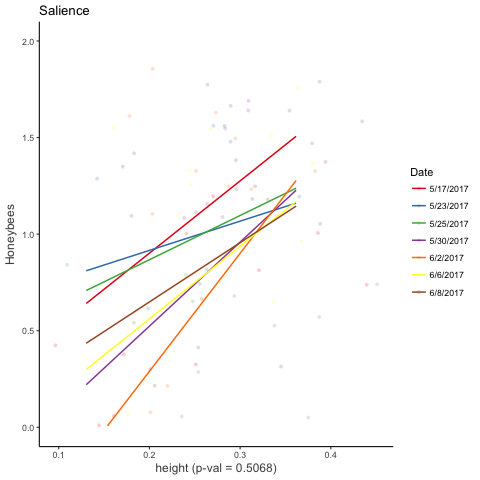 Salience
Honeybees
2.0
1.5
1.0
0.5
0.0
0.1 0.2 0.3 0.4
height (p-val = 0.5068)
Date
5/17/2017
5/23/2017
5/25/2017
5/30/2017
6/2/2017
6/6/2017
6/8/2017